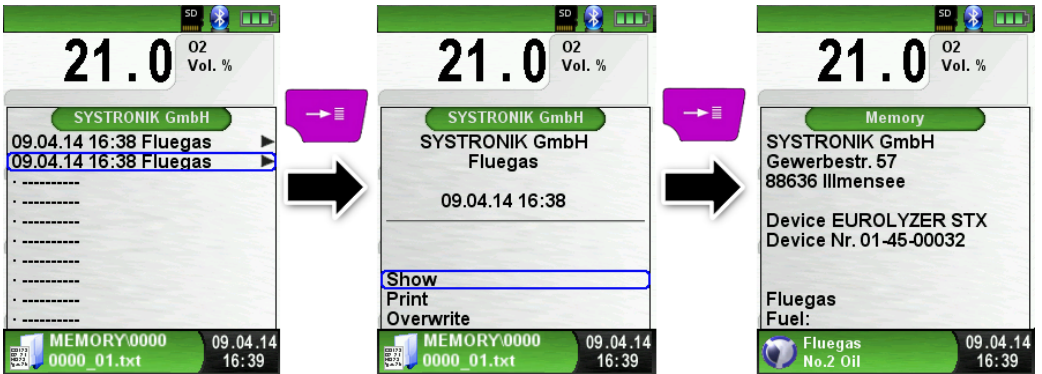 SD
21.0 O2
Vol. %
SYSTRONIK GmbH
09.04.14 16:38 Fluegas
09.04.14 16:38 Fluegas
· ----------
· ----------
· ----------
· ----------
· ----------
· ----------
· ----------
· ----------
MEMORY\0000
0000_01.txt
09.04.14
16:39
SD
21.0 O2
Vol. %
SYSTRONIK GmbH
SYSTRONIK GmbH
Fluegas
09.04.14 16:38
Show
Print
Overwrite
MEMORY\0000
0000_01.txt
09.04.14
16:39
SD
21.0 O2
Vol. %
Memory
SYSTRONIK GmbH
Gewerbestr. 57
88636 Illmensee
Device EUROLYZER STX
Device Nr. 01-45-00032
Fluegas
Fuel:
Fluegas
No.2 Oil
09.04.14
16:39